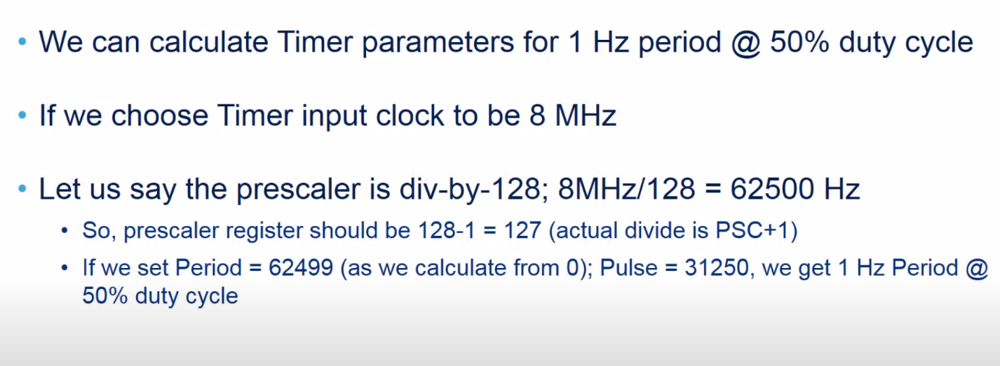 • We can calculate Timer parameters for 1 Hz period @ 50% duty cycle
• If we choose Timer input clock to be 8 MHz
• Let us say the prescaler is div-by-128; 8MHz/128 = 62500 Hz
• So, prescaler register should be 128-1 = 127 (actual divide is PSC+1)
• If we set Period = 62499 (as we calculate from 0); Pulse = 31250, we get 1 Hz Period @
50% duty cycle